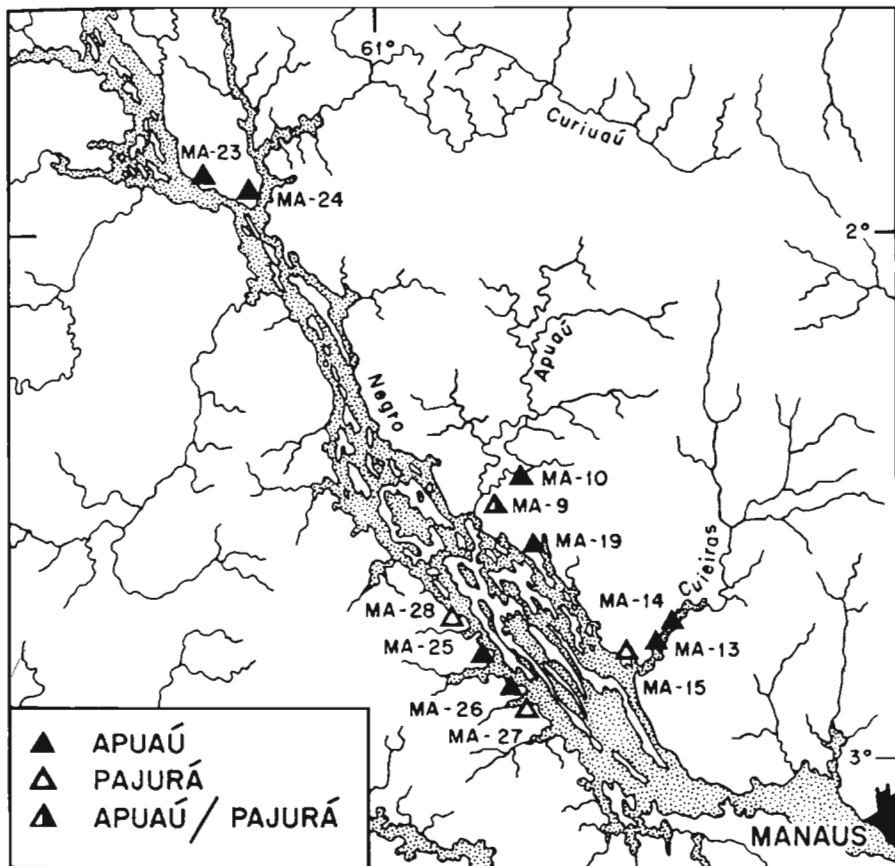 61°
Curiuaú
MA-23
MA-24
2°
Apuaú
Negro
MA-10
MA-9
MA-19
Cuieiras
MA-14
MA-28
MA-25
MA-13
MA-15
MA-26
MA-27
3°
▲ APUAÚ
△ PAJURÁ
APUAÚ / PAJURÁ
MANAUS